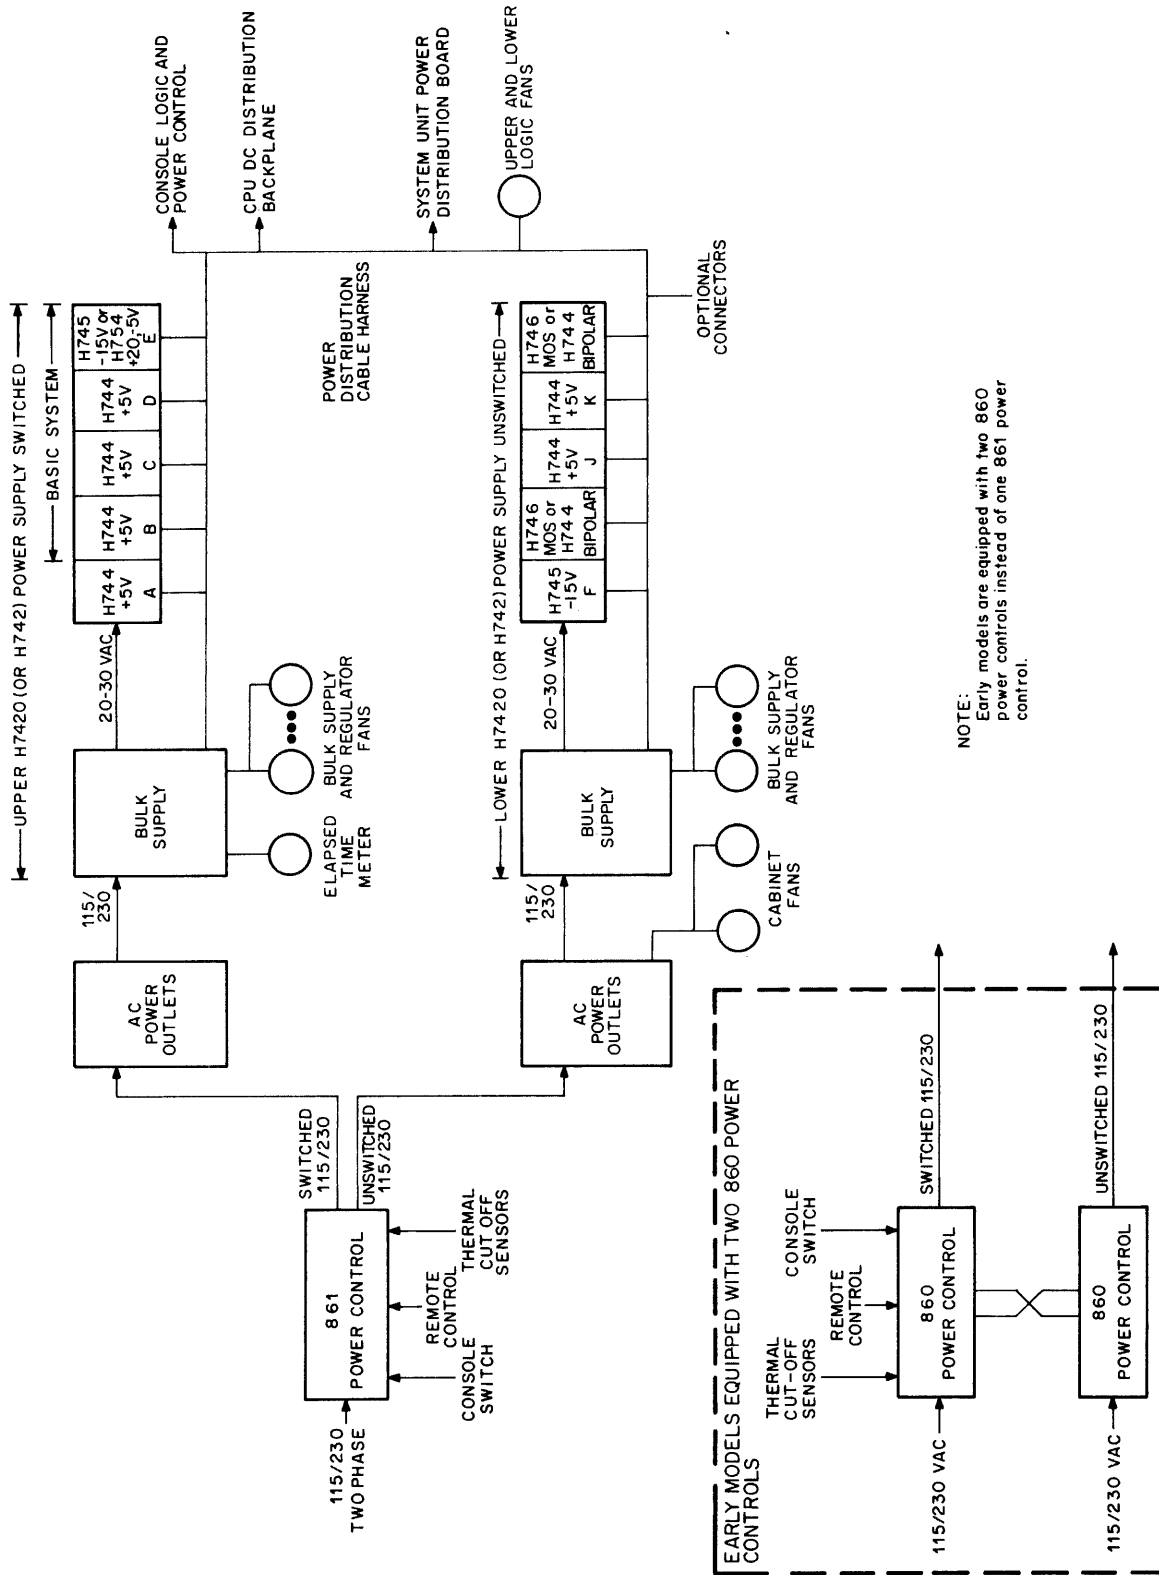 UPPER H7420 (OR H742) POWER SUPPLY SWITCHED
BASIC SYSTEM
H744
+5V
A
H744
+5V
B
H744
+5V
C
H744
+5V
D
H745
-15V or
H754
+20,-5V
E
20-30 VAC
BULK
SUPPLY
115/
230
AC
POWER
OUTLETS
ELAPSED
TIME
METER
BULK SUPPLY
AND REGULATOR
FANS
CONSOLE LOGIC AND
POWER CONTROL
CPU DC DISTRIBUTION
BACKPLANE
SYSTEM UNIT POWER
DISTRIBUTION BOARD
UPPER AND LOWER
LOGIC FANS
POWER
DISTRIBUTION
CABLE HARNESS
SWITCHED
115/230
UNSWITCHED
115/230
861
POWER CONTROL
115/230
TWO PHASE
CONSOLE
SWITCH
REMOTE
CONTROL
THERMAL
CUT OFF
SENSORS
LOWER H7420 (OR H742) POWER SUPPLY UNSWITCHED
H745
-15V
F
H746
MOS or
H744
BIPOLAR
H744
+5V
J
H744
+5V
K
H746
MOS or
H744
BIPOLAR
20-30 VAC
BULK
SUPPLY
115/
230
AC
POWER
OUTLETS
CABINET
FANS
BULK SUPPLY
AND REGULATOR
FANS
OPTIONAL
CONNECTORS
EARLY MODELS EQUIPPED WITH TWO 860 POWER
CONTROLS
THERMAL
CUT-OFF
SENSORS
REMOTE
CONTROL
CONSOLE
SWITCH
115/230 VAC
860
POWER CONTROL
SWITCHED 115/230
115/230 VAC
860
POWER CONTROL
UNSWITCHED 115/230
NOTE:
Early models are equipped with two 860
power controls instead of one 861 power
control.